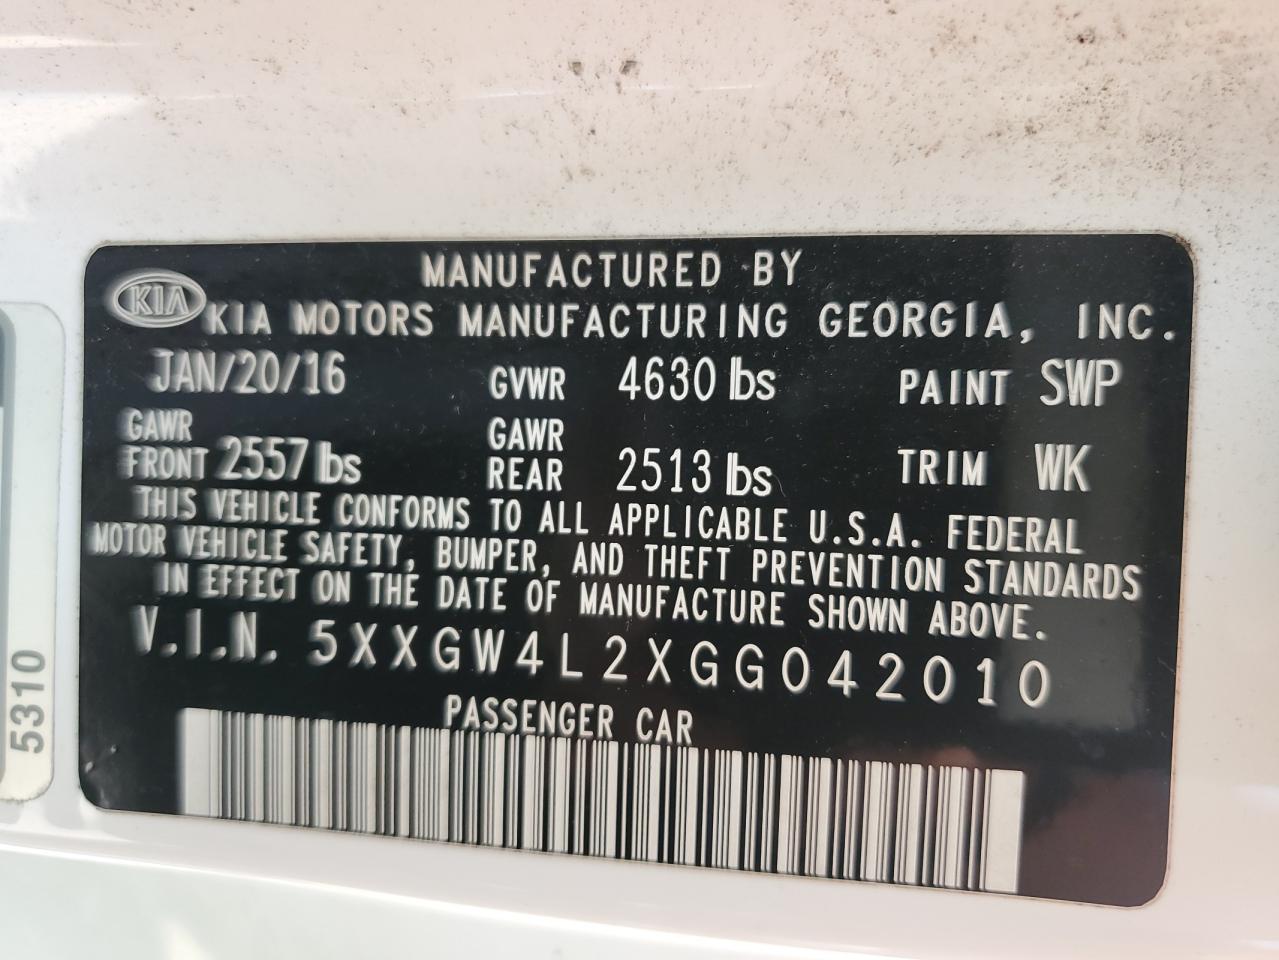 MANUFACTURED BY
KIA KIA MOTORS MANUFACTURING GEORGIA, INC.
JAN/20/16 GVWR 4630 lbs PAINT SWP
GAWR FRONT 2557 lbs GAWR REAR 2513 lbs TRIM WK
THIS VEHICLE CONFORMS TO ALL APPLICABLE U.S.A. FEDERAL
MOTOR VEHICLE SAFETY, BUMPER, AND THEFT PREVENTION STANDARDS
IN EFFECT ON THE DATE OF MANUFACTURE SHOWN ABOVE.
V.I.N. 5XXGW4L2XGG042010
PASSENGER CAR
5310